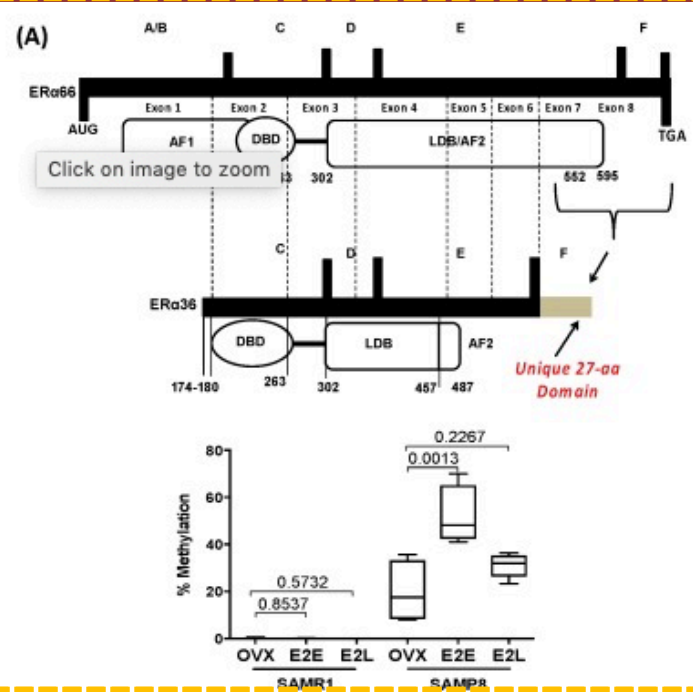 (A)
A/B C D E F
ERα66
Exon 1 Exon 2 Exon 3 Exon 4 Exon 5 Exon 6 Exon 7 Exon 8
AUG
TGA
AF1 DBD LDB/AF2
Click on image to zoom
302 552 595
C D E F
ERα36
DBD LDB AF2
174-180 263 302 457 487
Unique 27-aa
Domain
0.2267
0.0013
0.5732
0.8537
% Methylation
80
60
40
20
0
OVX E2E E2L OVX E2E E2L
SAMR1 SAMP8